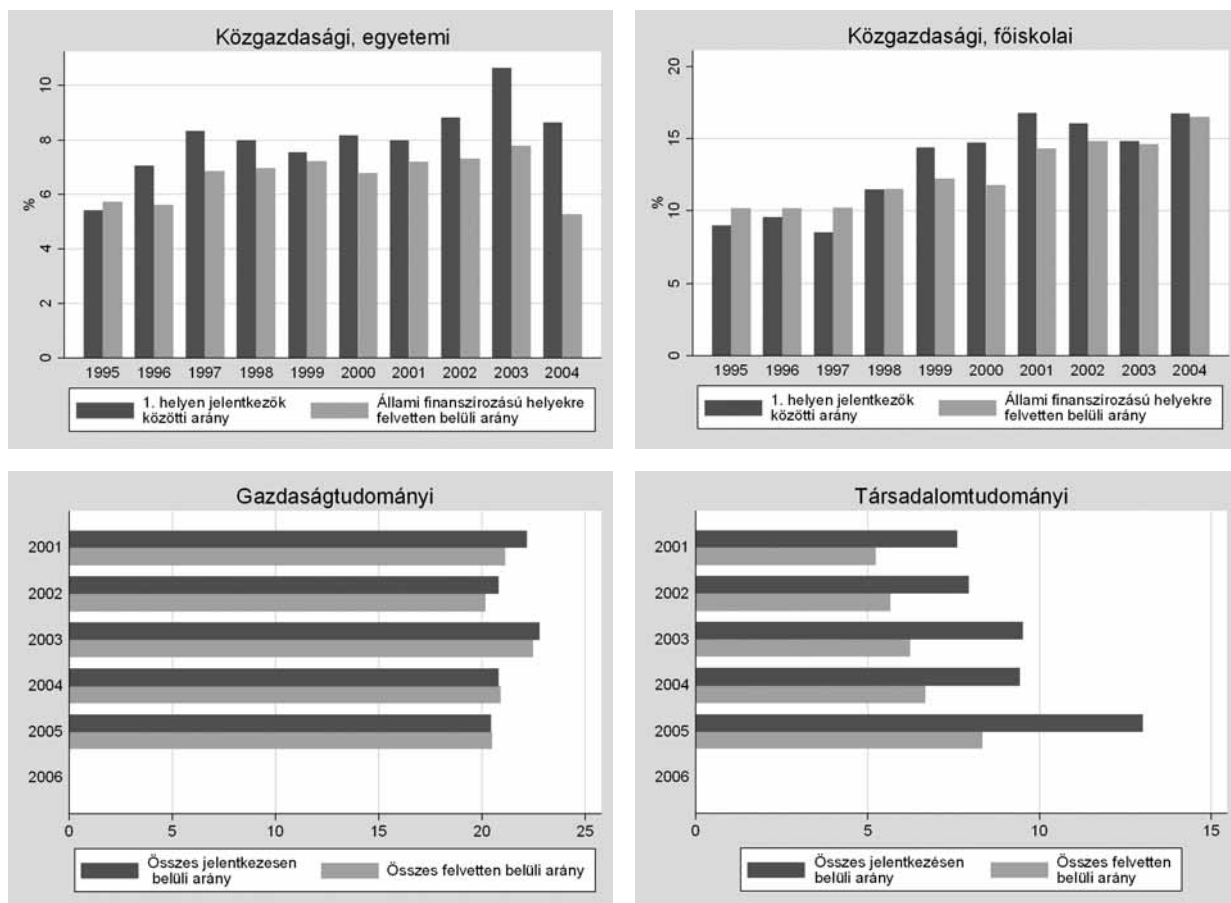 Közgazdasági, egyetemi
%
10
8
6
4
2
0
1995 1996 1997 1998 1999 2000 2001 2002 2003 2004
1. helyen jelentkezők
közötti arány
Állami finanszirozású helyekre
felvetten belüli arány
Közgazdasági, főiskolai
%
20
15
10
5
0
1995 1996 1997 1998 1999 2000 2001 2002 2003 2004
1. helyen jelentkezők
közötti arány
Állami finanszirozású helyekre
felvetten belüli arány
Gazdaságtudományi
2001
2002
2003
2004
2005
2006
0 5 10 15 20 25
Összes jelentkezesen
belüli arány
Összes felvetten belüli arány
Társadalomtudományi
2001
2002
2003
2004
2005
2006
0 5 10 15
Összes jelentkezésen
belüli arány
Összes felvetten
belüli arány